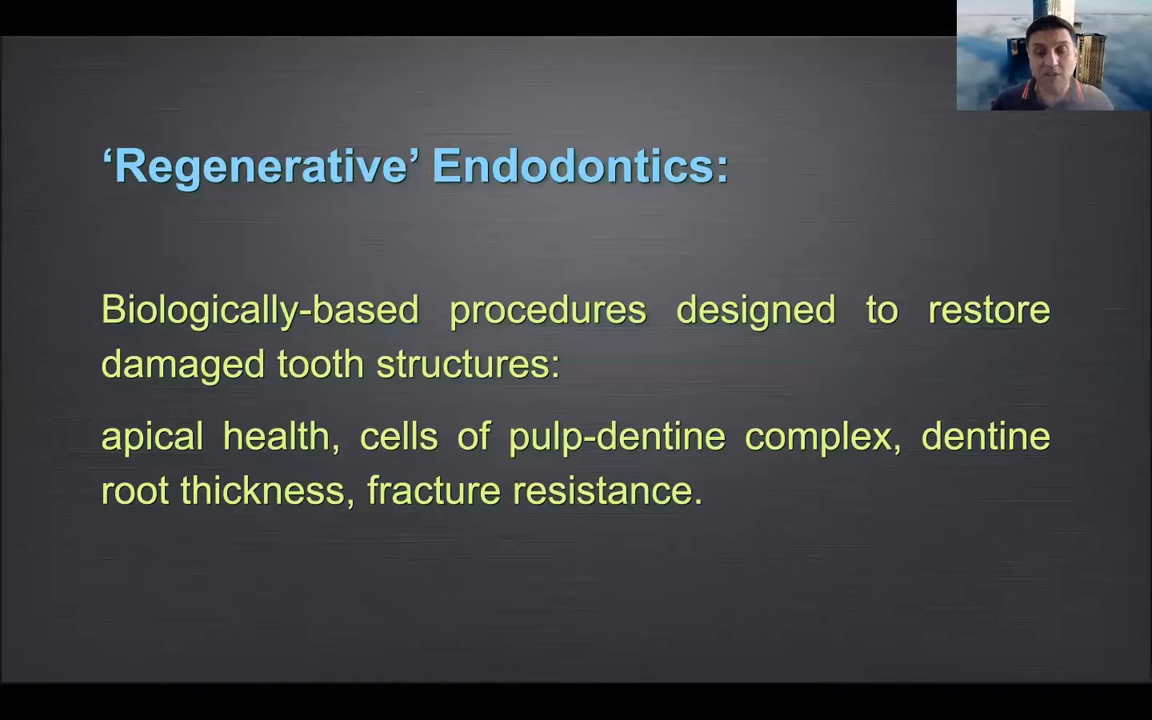 ‘Regenerative’ Endodontics:
Biologically-based procedures designed to restore
damaged tooth structures:
apical health, cells of pulp-dentine complex, dentine
root thickness, fracture resistance.